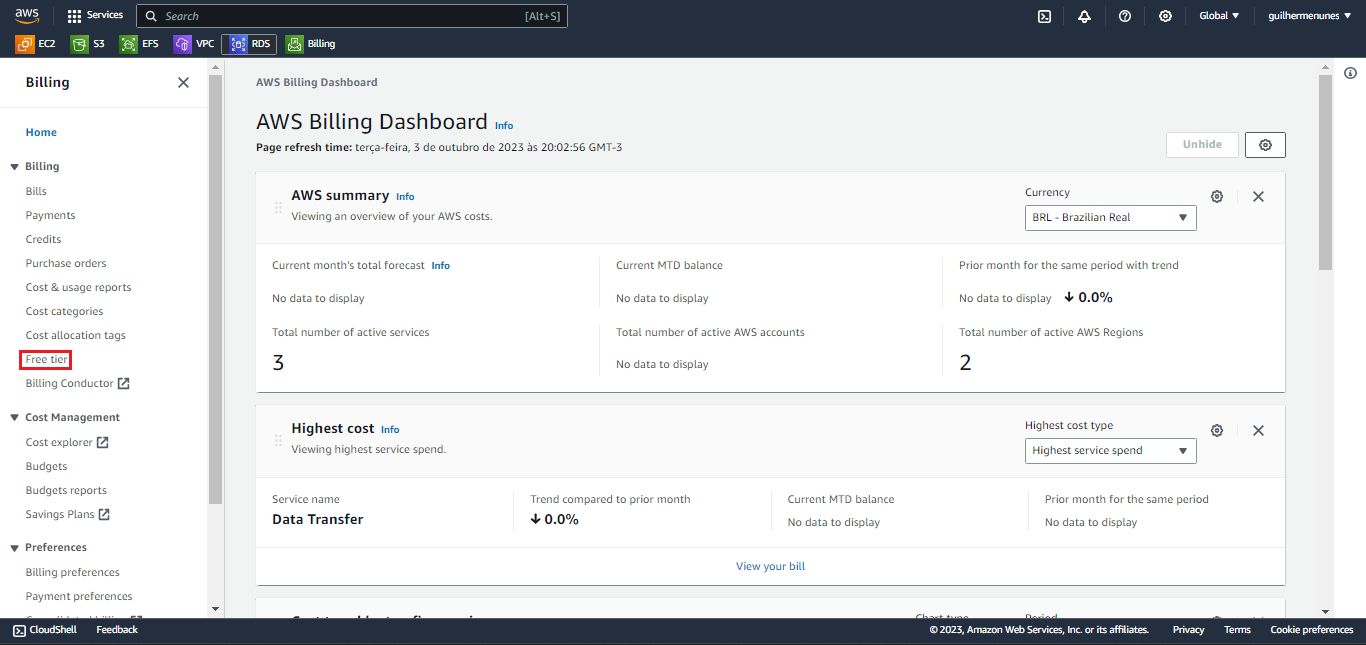 aws
Services
Search
[Alt+S]
Global
guilhermenunes
EC2
S3
EFS
VPC
RDS
Billing
Billing
Home
Billing
Bills
Payments
Credits
Purchase orders
Cost & usage reports
Cost categories
Cost allocation tags
Free tier
Billing Conductor
Cost Management
Cost explorer
Budgets
Budgets reports
Savings Plans
Preferences
Billing preferences
Payment preferences
AWS Billing Dashboard
AWS Billing Dashboard Info
Page refresh time: terça-feira, 3 de outubro de 2023 às 20:02:56 GMT-3
Unhide
AWS summary Info
Viewing an overview of your AWS costs.
Currency
BRL - Brazilian Real
Current month's total forecast Info
No data to display
Current MTD balance
No data to display
Prior month for the same period with trend
No data to display 0.0%
Total number of active services
3
Total number of active AWS accounts
No data to display
Total number of active AWS Regions
2
Highest cost Info
Viewing highest service spend.
Highest cost type
Highest service spend
Service name
Data Transfer
Trend compared to prior month
0.0%
Current MTD balance
No data to display
Prior month for the same period
No data to display
View your bill
Chart type
Period
CloudShell
Feedback
© 2023, Amazon Web Services, Inc. or its affiliates.
Privacy
Terms
Cookie preferences